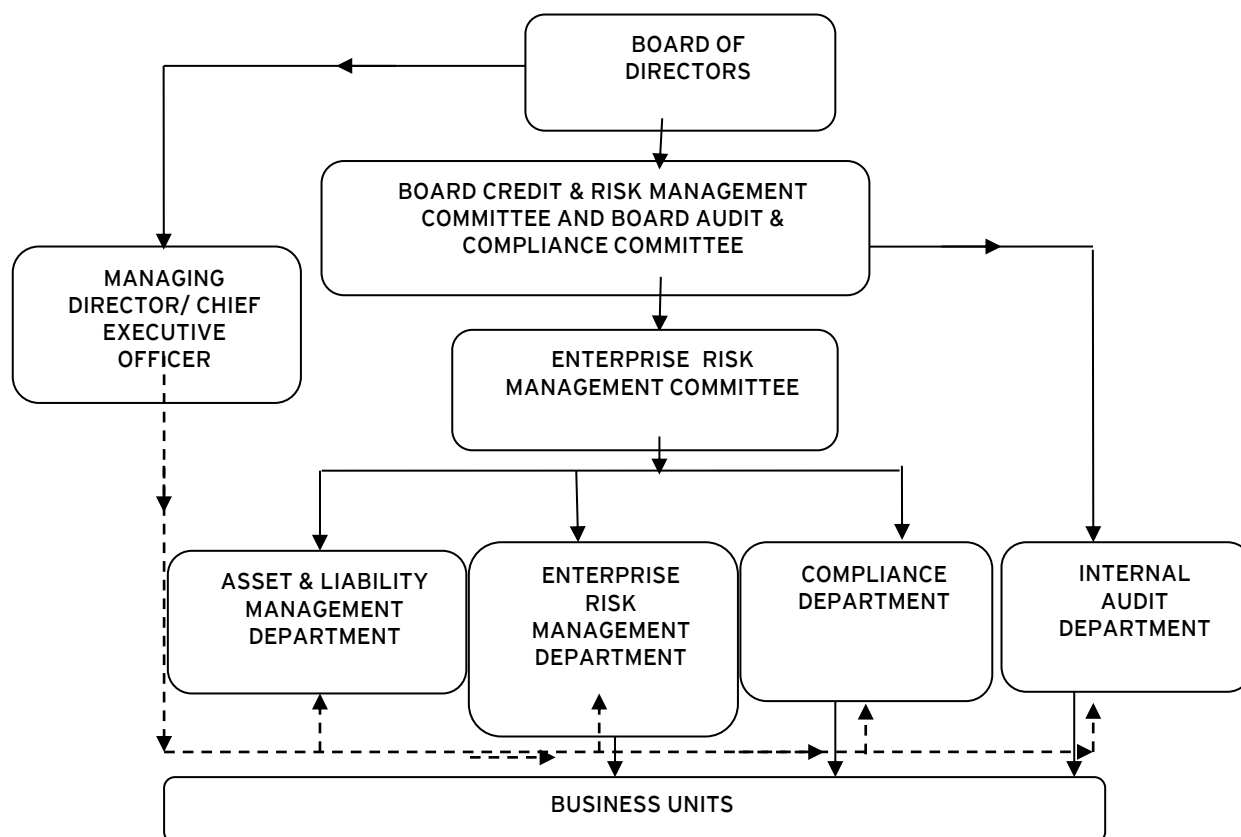 BOARD OF
DIRECTORS
BOARD CREDIT & RISK MANAGEMENT
COMMITTEE AND BOARD AUDIT &
COMPLIANCE COMMITTEE
MANAGING
DIRECTOR/ CHIEF
EXECUTIVE
OFFICER
ENTERPRISE RISK
MANAGEMENT COMMITTEE
ASSET & LIABILITY
MANAGEMENT
DEPARTMENT
ENTERPRISE
RISK
MANAGEMENT
DEPARTMENT
COMPLIANCE
DEPARTMENT
INTERNAL
AUDIT
DEPARTMENT
BUSINESS UNITS